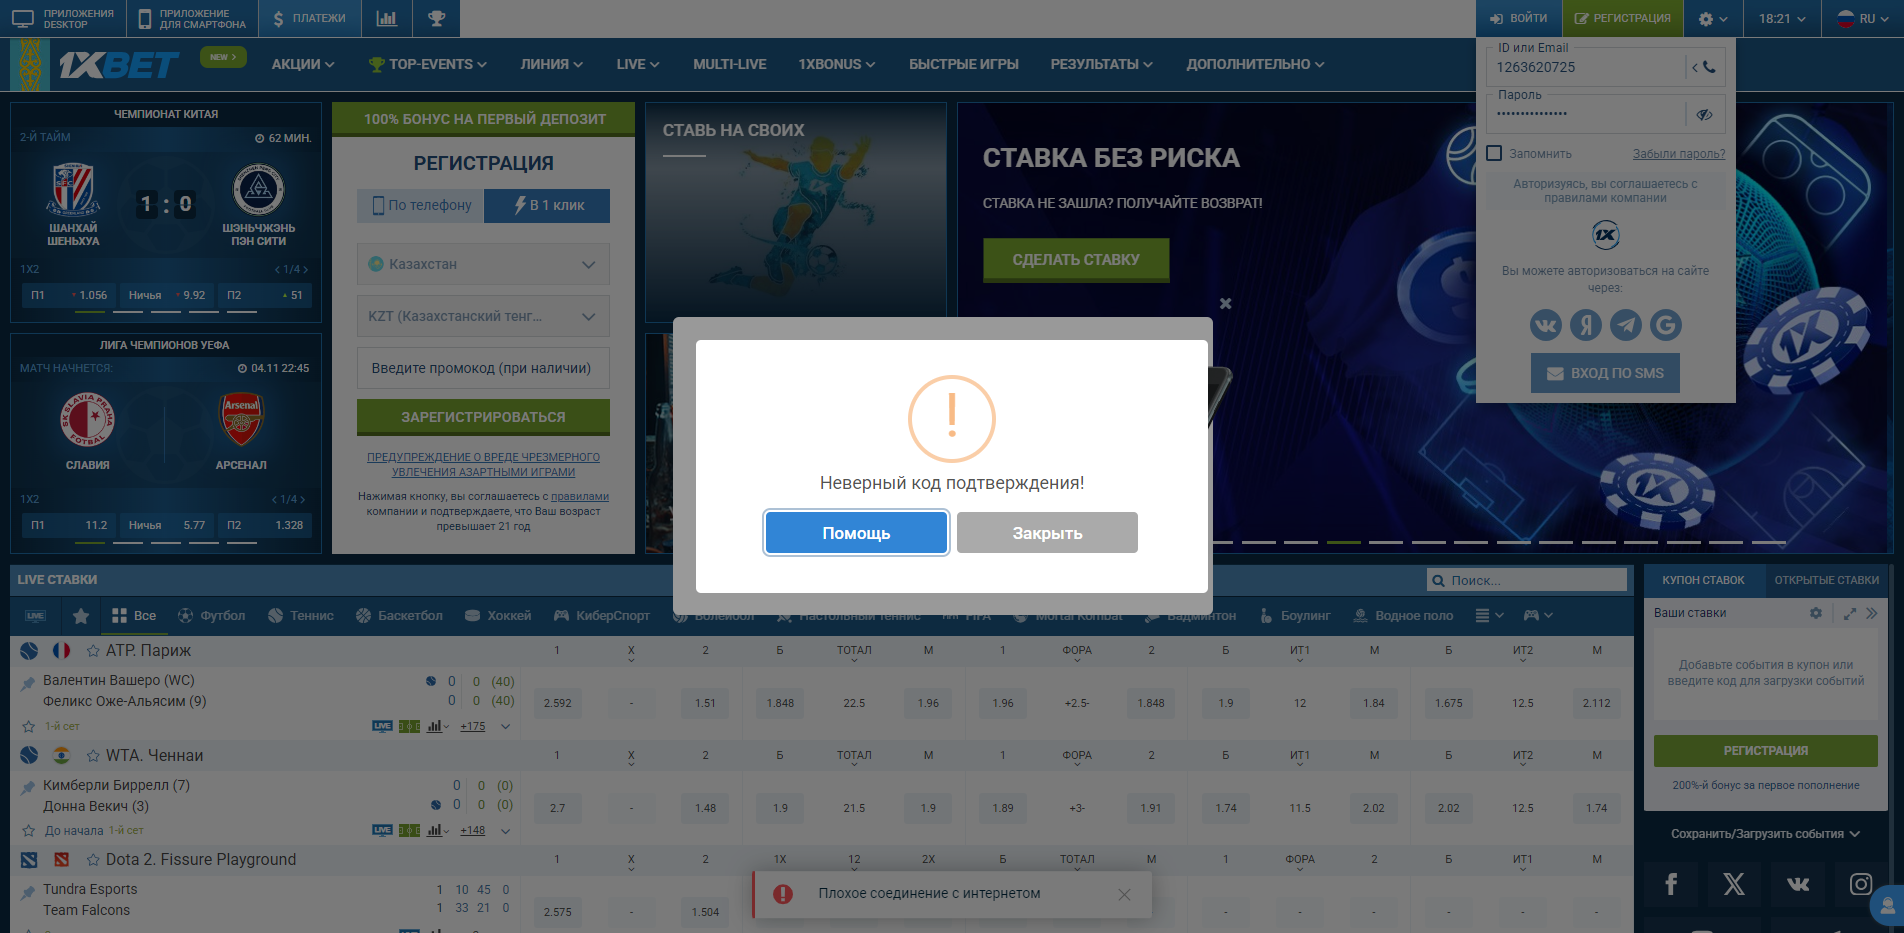 ПРИЛОЖЕНИЯ
DESKTOP
ПРИЛОЖЕНИЕ
ДЛЯ СМАРТФОНА
ПЛАТЕЖИ
ВОЙТИ
РЕГИСТРАЦИЯ
18:21
RU
1XBET
NEW
АКЦИИ
TOP-EVENTS
ЛИНИЯ
LIVE
MULTI-LIVE
1XBONUS
БЫСТРЫЕ ИГРЫ
РЕЗУЛЬТАТЫ
ДОПОЛНИТЕЛЬНО
ID или Email
1263620725
Пароль
•••••••••••••••
Запомнить
Забыли пароль?
Авторизуясь, вы соглашаетесь с
правилами компании
1X
Вы можете авторизоваться на сайте
через:
ВХОД ПО SMS
ЧЕМПИОНАТ КИТАЯ
2-Й ТАЙМ
62 МИН.
1 : 0
ШАНХАЙ
ШЕНЬХУА
ШЭНЬЧЖЭНЬ
ПЭН СИТИ
1X2
1/4
П1 1.056
Ничья 9.92
П2 51
ЛИГА ЧЕМПИОНОВ УЕФА
МАТЧ НАЧНЕТСЯ:
04.11 22:45
SK SLAVIA PRAHA
FOTBAL
Arsenal
СЛАВИЯ
АРСЕНАЛ
1X2
1/4
П1 11.2
Ничья 5.77
П2 1.328
100% БОНУС НА ПЕРВЫЙ ДЕПОЗИТ
РЕГИСТРАЦИЯ
По телефону
В 1 клик
Казахстан
KZT (Казахстанский тенг...
Введите промокод (при наличии)
ЗАРЕГИСТРИРОВАТЬСЯ
ПРЕДУПРЕЖДЕНИЕ О ВРЕДЕ ЧРЕЗМЕРНОГО
УВЛЕЧЕНИЯ АЗАРТНЫМИ ИГРАМИ
Нажимая кнопку, вы соглашаетесь с правилами
компании и подтверждаете, что Ваш возраст
превышает 21 год
СТАВЬ НА СВОИХ
СТАВКА БЕЗ РИСКА
СТАВКА НЕ ЗАШЛА? ПОЛУЧАЙТЕ ВОЗВРАТ!
СДЕЛАТЬ СТАВКУ
Неверный код подтверждения!
Помощь
Закрыть
LIVE СТАВКИ
Поиск...
LIVE
Все
Футбол
Теннис
Баскетбол
Хоккей
КиберСпорт
Волейбол
Настольный теннис
FIFA
Mortal Kombat
Бадминтон
Боулинг
Водное поло
ATP. Париж
1 X 2 Б ТОТАЛ М 1 ФОРА 2 Б ИТ1 М Б ИТ2 М
Валентин Вашеро (WC) 0 0 (40)
Феликс Оже-Альясим (9) 0 0 (40)
2.592 - 1.51 1.848 22.5 1.96 1.96 +2.5- 1.848 1.9 12 1.84 1.675 12.5 2.112
1-й сет
LIVE
+175
WTA. Ченнаи
1 X 2 Б ТОТАЛ М 1 ФОРА 2 Б ИТ1 М Б ИТ2 М
Кимберли Биррелл (7) 0 0 (0)
Донна Векич (3) 0 0 (0)
2.7 - 1.48 1.9 21.5 1.9 1.89 +3- 1.91 1.74 11.5 2.02 2.02 12.5 1.74
До начала 1-й сет
LIVE
+148
Dota 2. Fissure Playground
1 X 2 1X 12 2X Б ТОТАЛ М 1 ФОРА 2 Б ИТ1 М
Tundra Esports 1 10 45 0
Team Falcons 1 33 21 0
2.575 - 1.504 - - - - - -
Плохое соединение с интернетом
КУПОН СТАВОК
ОТКРЫТЫЕ СТАВКИ
Ваши ставки
Добавьте события в купон или
введите код для загрузки событий
РЕГИСТРАЦИЯ
200%-й бонус за первое пополнение
Сохранить/Загрузить события